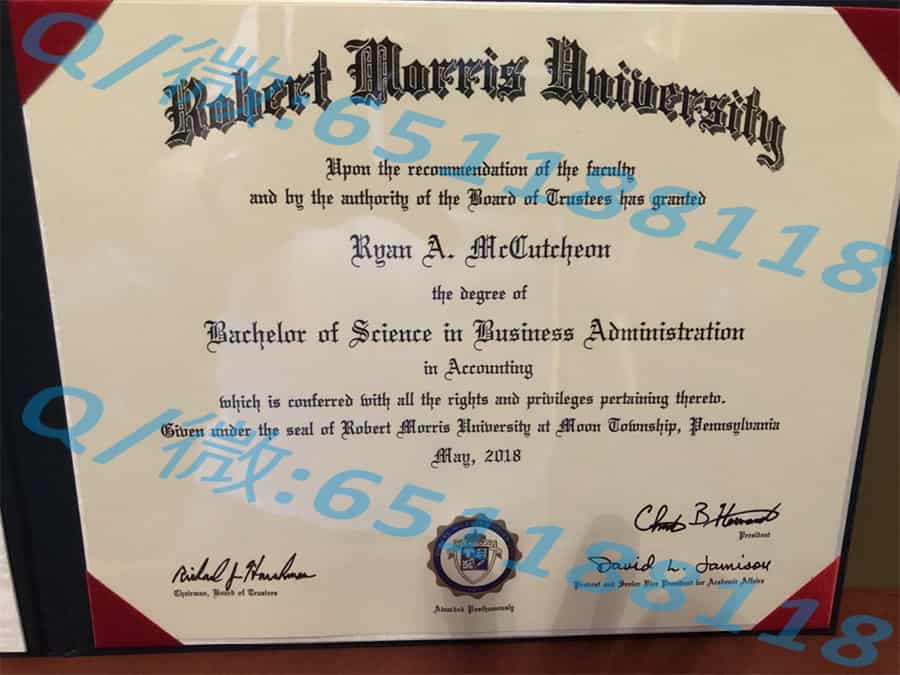 Robert Morris University
Upon the recommendation of the faculty
and by the authority of the Board of Trustees has granted
Ryan A. McCutcheon
the degree of
Bachelor of Science in Business Administration
in Accounting
which is conferred with all the rights and privileges pertaining thereto.
Given under the seal of Robert Morris University at Moon Township, Pennsylvania
May, 2018
President
Chairman, Board of Trustees
David L. Jamison
Provost and Senior Vice President for Academic Affairs
Awarded Posthumously
Q/微:651188118
Q/微:651188118